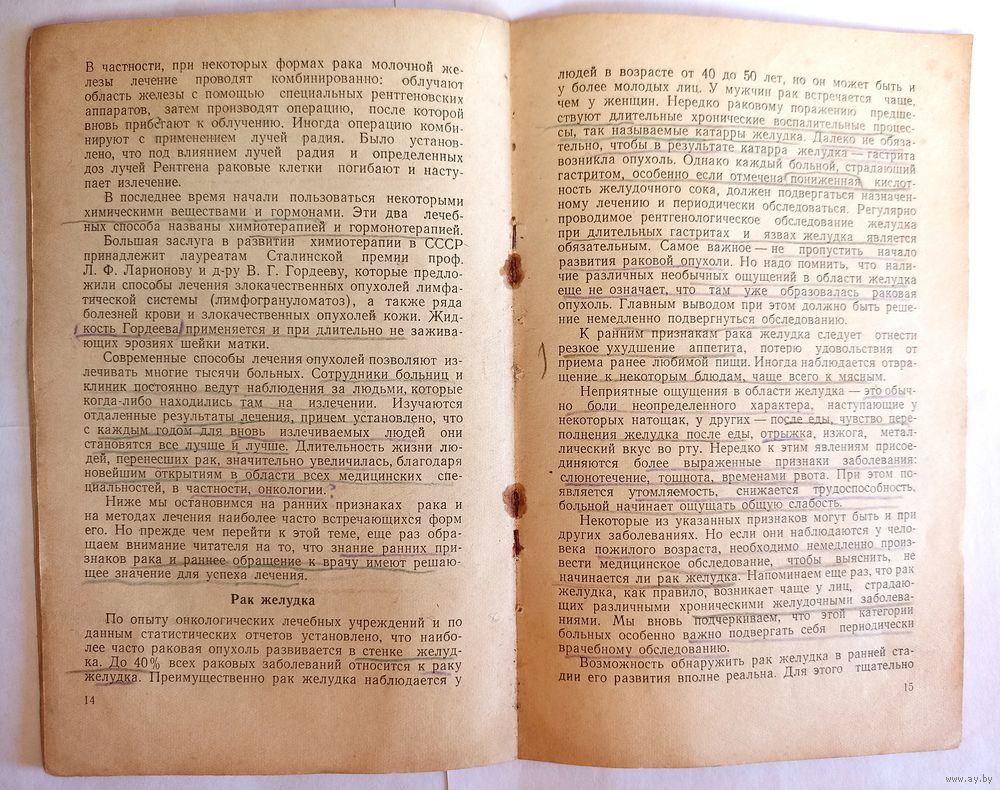 В частности, при некоторых формах рака молочной же-
лезы лечение проводят комбинированно: облучают
область железы с помощью специальных рентгеновских
аппаратов, затем производят операцию, после которой
вновь прибегают к облучению. Иногда операцию комби-
нируют с применением лучей радия. Было установ-
лено, что под влиянием лучей радия и определенных
доз лучей Рентгена раковые клетки погибают и насту-
пает излечение.
В последнее время начали пользоваться некоторыми
химическими веществами и гормонами. Эти два лечеб-
ных способа названы химиотерапией и гормонотерапией.
Большая заслуга в развитии химиотерапии в СССР
принадлежит лауреатам Сталинской премии проф.
Л. Ф. Ларионову и д-ру В. Г. Гордееву, которые предло-
жили способы лечения злокачественных опухолей лимфа-
тической системы (лимфогрануломатоз), а также ряда
болезней крови и злокачественных опухолей кожи. Жид-
кость Гордеева применяется и при длительно не зажива-
ющих эрозиях шейки матки.
Современные способы лечения опухолей позволяют из-
лечивать многие тысячи больных. Сотрудники больниц и
клиник постоянно ведут наблюдения за людьми, которые
когда-либо находились там на излечении. Изучаются
отдаленные результаты лечения, причем установлено, что
с каждым годом для вновь излечиваемых людей они
становятся все лучше и лучше. Длительность жизни лю-
дей, перенесших рак, значительно увеличилась, благодаря
новейшим открытиям в области всех медицинских спе-
циальностей, в частности, онкологии.
Ниже мы остановимся на ранних признаках рака и
на методах лечения наиболее часто встречающихся форм
его. Но прежде чем перейти к этой теме, еще раз обра-
щаем внимание читателя на то, что знание ранних при-
знаков рака и раннее обращение к врачу имеют решаю-
щее значение для успеха лечения.
Рак желудка
По опыту онкологических лечебных учреждений и по
данным статистических отчетов установлено, что наибо-
лее часто раковая опухоль развивается в стенке желуд-
ка. До 40% всех раковых заболеваний относится к раку
желудка. Преимущественно рак желудка наблюдается у
14
людей в возрасте от 40 до 50 лет, но он может быть и
у более молодых лиц. У мужчин рак встречается чаще,
чем у женщин. Нередко раковому поражению предше-
ствуют длительные хронические воспалительные процес-
сы, так называемые катарры желудка. Далеко не обяза-
тельно, чтобы в результате катарра желудка — гастрита
возникла опухоль. Однако каждый больной, страдающий
гастритом, особенно если отмечена пониженная кислот-
ность желудочного сока, должен подвергаться назначен-
ному лечению и периодически обследоваться. Регулярно
проводимое рентгенологическое обследование желудка
при длительных гастритах и язвах желудка является
обязательным. Самое важное — не пропустить начало
развития раковой опухоли. Но надо помнить, что нали-
чие различных необычных ощущений в области желудка
еще не означает, что там уже образовалась раковая
опухоль. Главным выводом при этом должно быть реше-
ние немедленно подвергнуться обследованию.
К ранним признакам рака желудка следует отнести
резкое ухудшение аппетита, потерю удовольствия от
приема ранее любимой пищи. Иногда наблюдается отвра-
щение к некоторым блюдам, чаще всего к мясным.
Неприятные ощущения в области желудка — это обыч-
но боли неопределенного характера, наступающие у
некоторых натощак, у других — после еды, чувство пере-
полнения желудка после еды, отрыжка, изжога, метал-
лический вкус во рту. Нередко к этим явлениям присое-
диняются более выраженные признаки заболевания:
слюнотечение, тошнота, временами рвота. При этом по-
является утомляемость, снижается трудоспособность,
больной начинает ощущать общую слабость.
Некоторые из указанных признаков могут быть и при
других заболеваниях. Но если они наблюдаются у чело-
века пожилого возраста, необходимо немедленно произ-
вести медицинское обследование, чтобы выяснить, не
начинается ли рак желудка. Напоминаем еще раз, что рак
желудка, как правило, возникает чаще у лиц, страдаю-
щих различными хроническими желудочными заболева-
ниями. Мы вновь подчеркиваем, что этой категории
больных особенно важно подвергать себя периодически
врачебному обследованию.
Возможность обнаружить рак желудка в ранней ста-
дии его развития вполне реальна. Для этого тщательно
15
www.ay.by